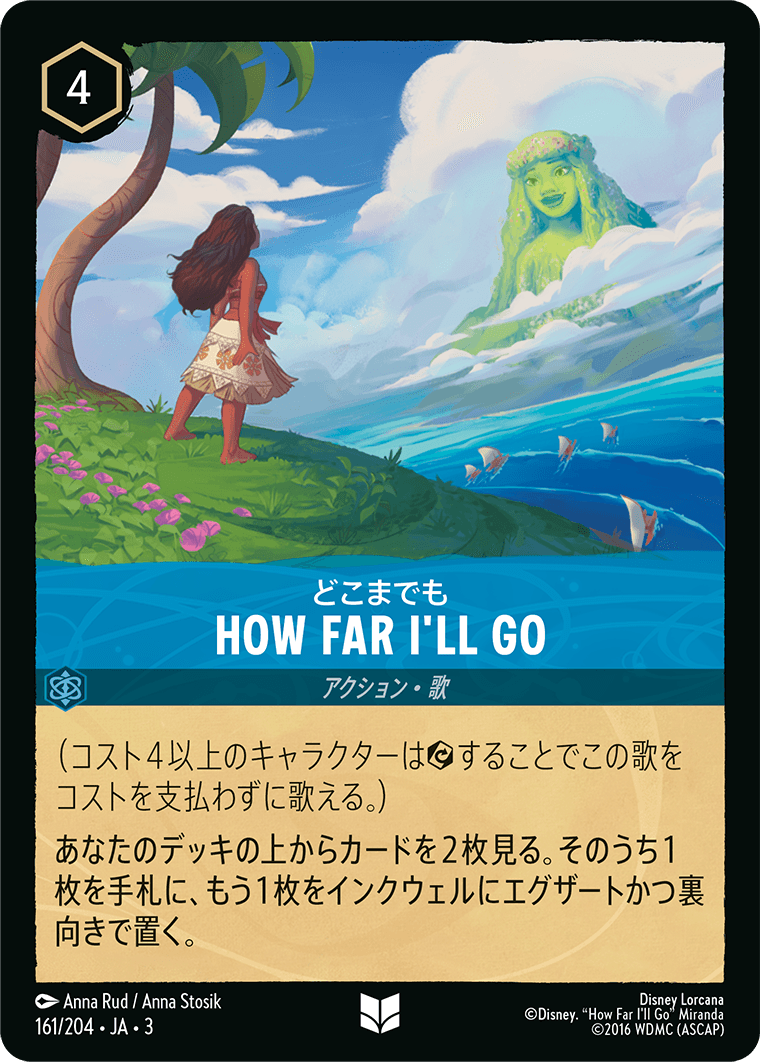 4
どこまでも
HOW FAR I'LL GO
アクション・歌
(コスト4以上のキャラクターはすることでこの歌を
コストを支払わずに歌える。)
あなたのデッキの上からカードを2枚見る。そのうち1
枚を手札に、もう1枚をインクウェルにエグザートかつ裏
向きで置く。
Anna Rud / Anna Stosik
161/204 • JA • 3
Disney Lorcana
©Disney. “How Far I'll Go” Miranda
©2016 WDMC (ASCAP)